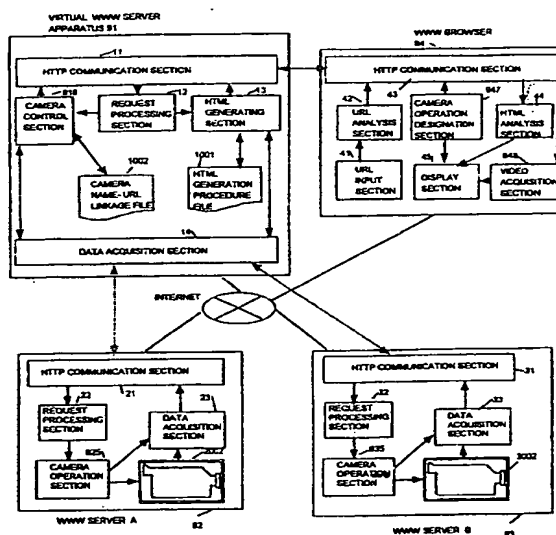 VIRTUAL WWW SERVER
APPARATUS 91
11
HTTP COMMUNICATION SECTION
916
CAMERA
CONTROL
SECTION
12
REQUEST
PROCESSING
SECTION
13
HTML
GENERATING
SECTION
1002
CAMERA
NAME-URL
LINKAGE FILE
1001
HTML
GENERATION
PROCEDURE
FILE
14
DATA ACQUISITION SECTION
WWW BROWSER
94
HTTP COMMUNICATION SECTION
42
43
947
44
URL ANALYSIS
SECTION
CAMERA
OPERATION
DESIGNATION
SECTION
HTML
ANALYSIS
SECTION
41
URL
INPUT
SECTION
45
DISPLAY
SECTION
948
VIDEO
ACQUISITION
SECTION
INTERNET
HTTP COMMUNICATION SECTION
21
22
REQUEST
PROCESSING
SECTION
23
DATA
ACQUISITION
SECTION
825
CAMERA
OPERATION
SECTION
WWW SERVER A
92
HTTP COMMUNICATION SECTION
31
32
REQUEST
PROCESSING
SECTION
33
DATA
ACQUISITION
SECTION
835
CAMERA
OPERATION
SECTION
3002
WWW SERVER B
93